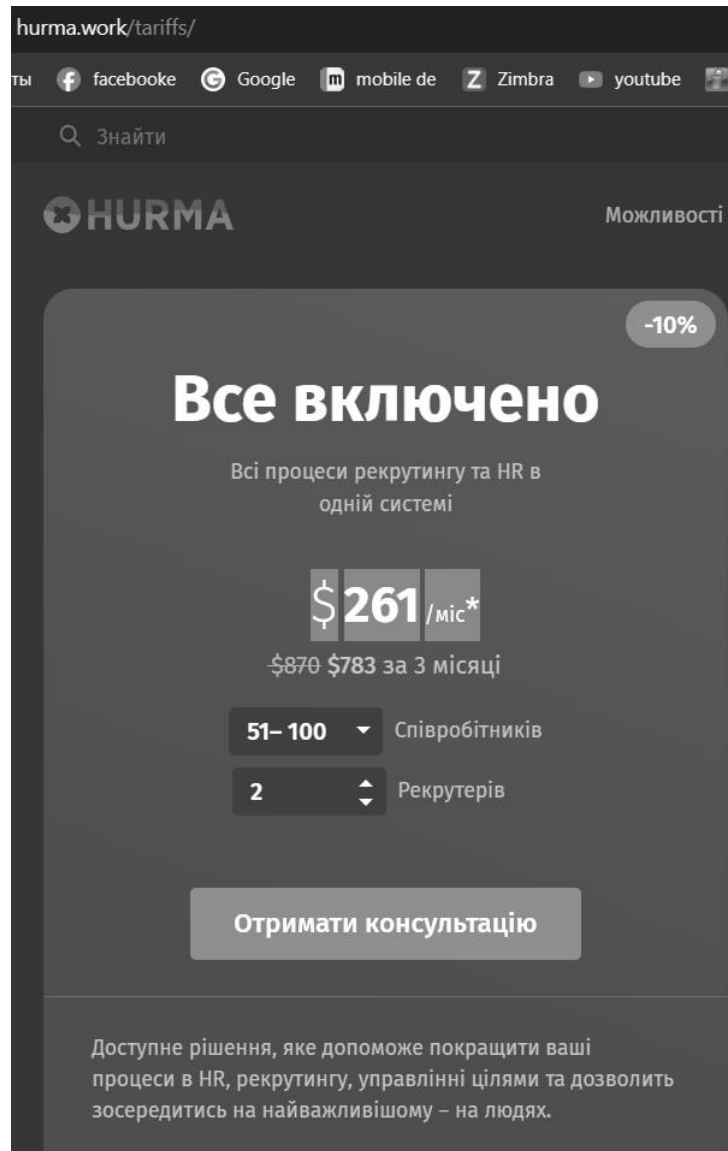 hurma.work/tariffs/
ты facebooke Google mobile de Zimbra youtube
Знайти
HURMA Можливості
-10%
Все включено
Всі процеси рекрутингу та HR в
одній системі
$ 261 /міс*
$870 $783 за 3 місяці
51– 100 Співробітників
2 Рекрутерів
Отримати консультацію
Доступне рішення, яке допоможе покращити ваші
процеси в HR, рекрутингу, управлінні цілями та дозволить
зосередитись на найважливішому – на людях.